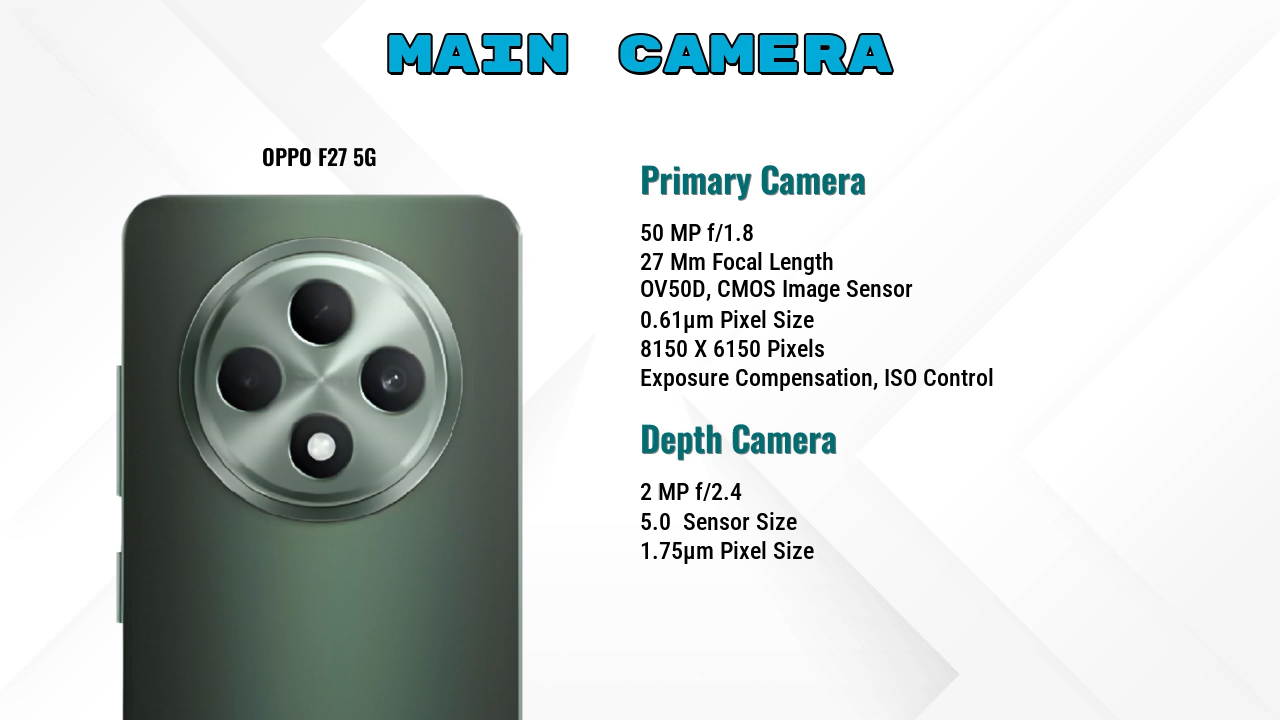 MAIN CAMERA
OPPO F27 5G
Primary Camera
50 MP f/1.8
27 Mm Focal Length
OV50D, CMOS Image Sensor
0.61µm Pixel Size
8150 X 6150 Pixels
Exposure Compensation, ISO Control
Depth Camera
2 MP f/2.4
5.0  Sensor Size
1.75µm Pixel Size